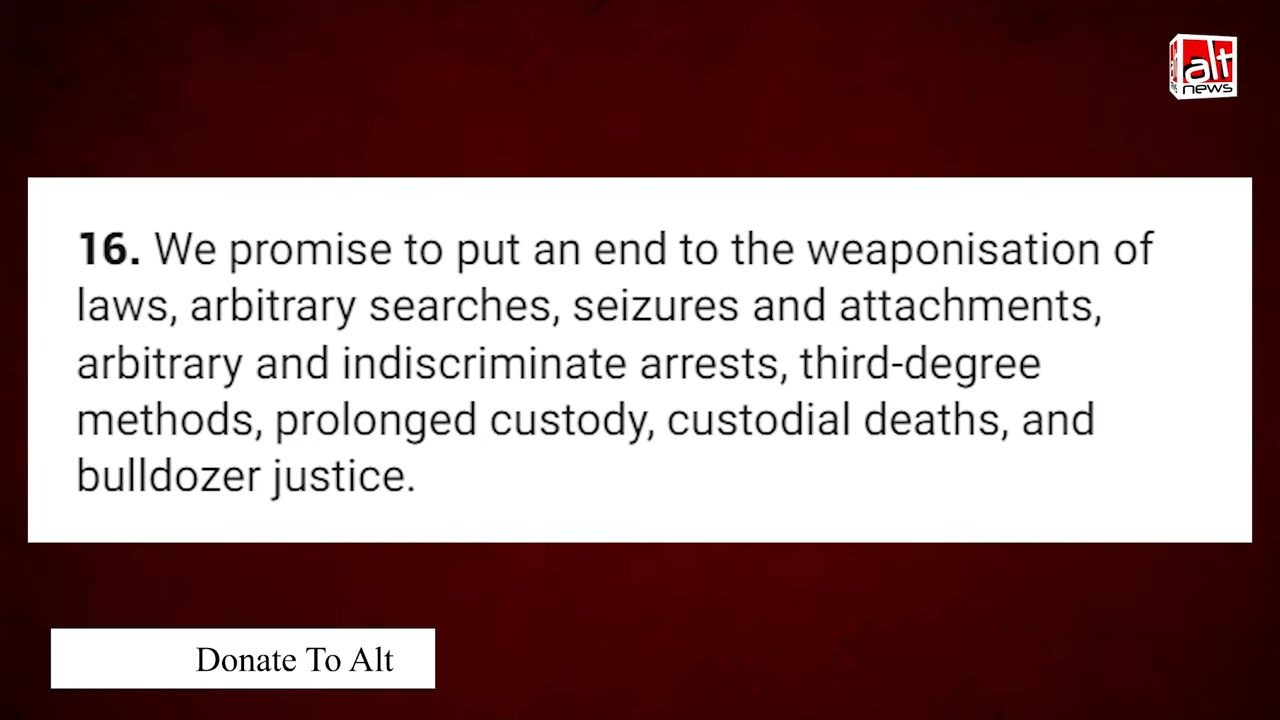 alt
news
16. We promise to put an end to the weaponisation of
laws, arbitrary searches, seizures and attachments,
arbitrary and indiscriminate arrests, third-degree
methods, prolonged custody, custodial deaths, and
bulldozer justice.
Donate To Alt